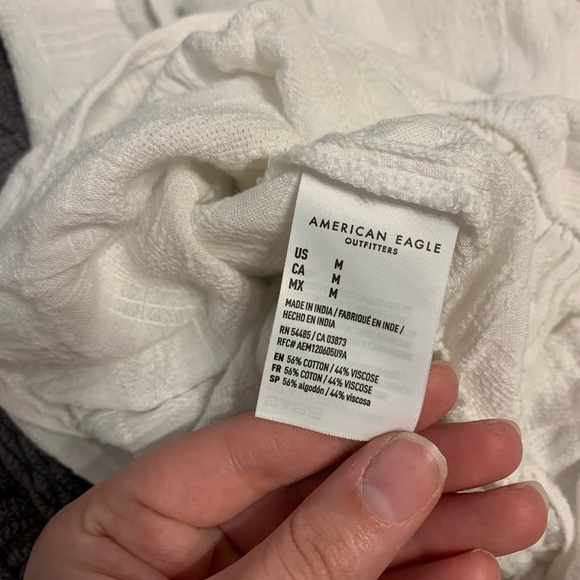 AMERICAN EAGLE
OUTFITTERS
US M
CA M
MX M
MADE IN INDIA / FABRIQUÉ EN INDE /
HECHO EN INDIA
RN 54485 / CA 03873
RFC# AEM120605U9A
EN 56% COTTON / 44% VISCOSE
FR 56% COTON / 44% VISCOSE
SP 56% algodón / 44% viscosa